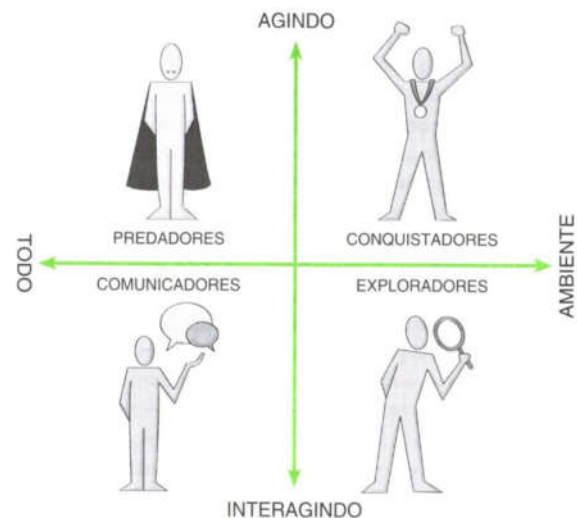 AGINDO
PREDADORES
CONQUISTADORES
TODO
AMBIENTE
COMUNICADORES
EXPLORADORES
INTERAGINDO